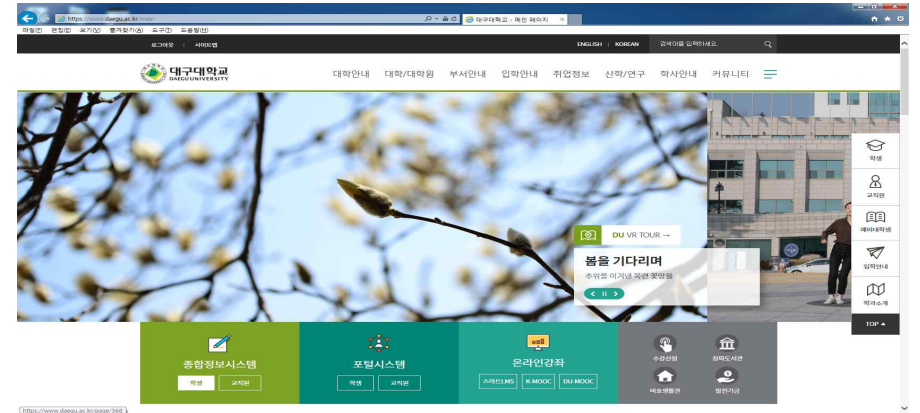 https://www.daegu.ac.kr/main
대구대학교 - 메인 페이지
파일(F) 편집(E) 보기(V) 즐겨찾기(A) 도구(T) 도움말(H)
로그아웃 | 사이트맵
ENGLISH | KOREAN
검색어를 입력하세요.
대구대학교
DAEGU UNIVERSITY
대학안내 대학/대학원 부서안내 입학안내 취업정보 산학/연구 학사안내 커뮤니티
학생
교직원
예비대학생
입학안내
학과소개
TOP ▲
DU VR TOUR →
봄을 기다리며
추위를 이겨낸 목련 꽃망울
종합정보시스템
학생 교직원
포털시스템
학생 교직원
온라인강좌
스마트LMS K-MOOC DU-MOOC
수강신청 창파도서관
비호생활관 발전기금
https://www.daegu.ac.kr/page/368